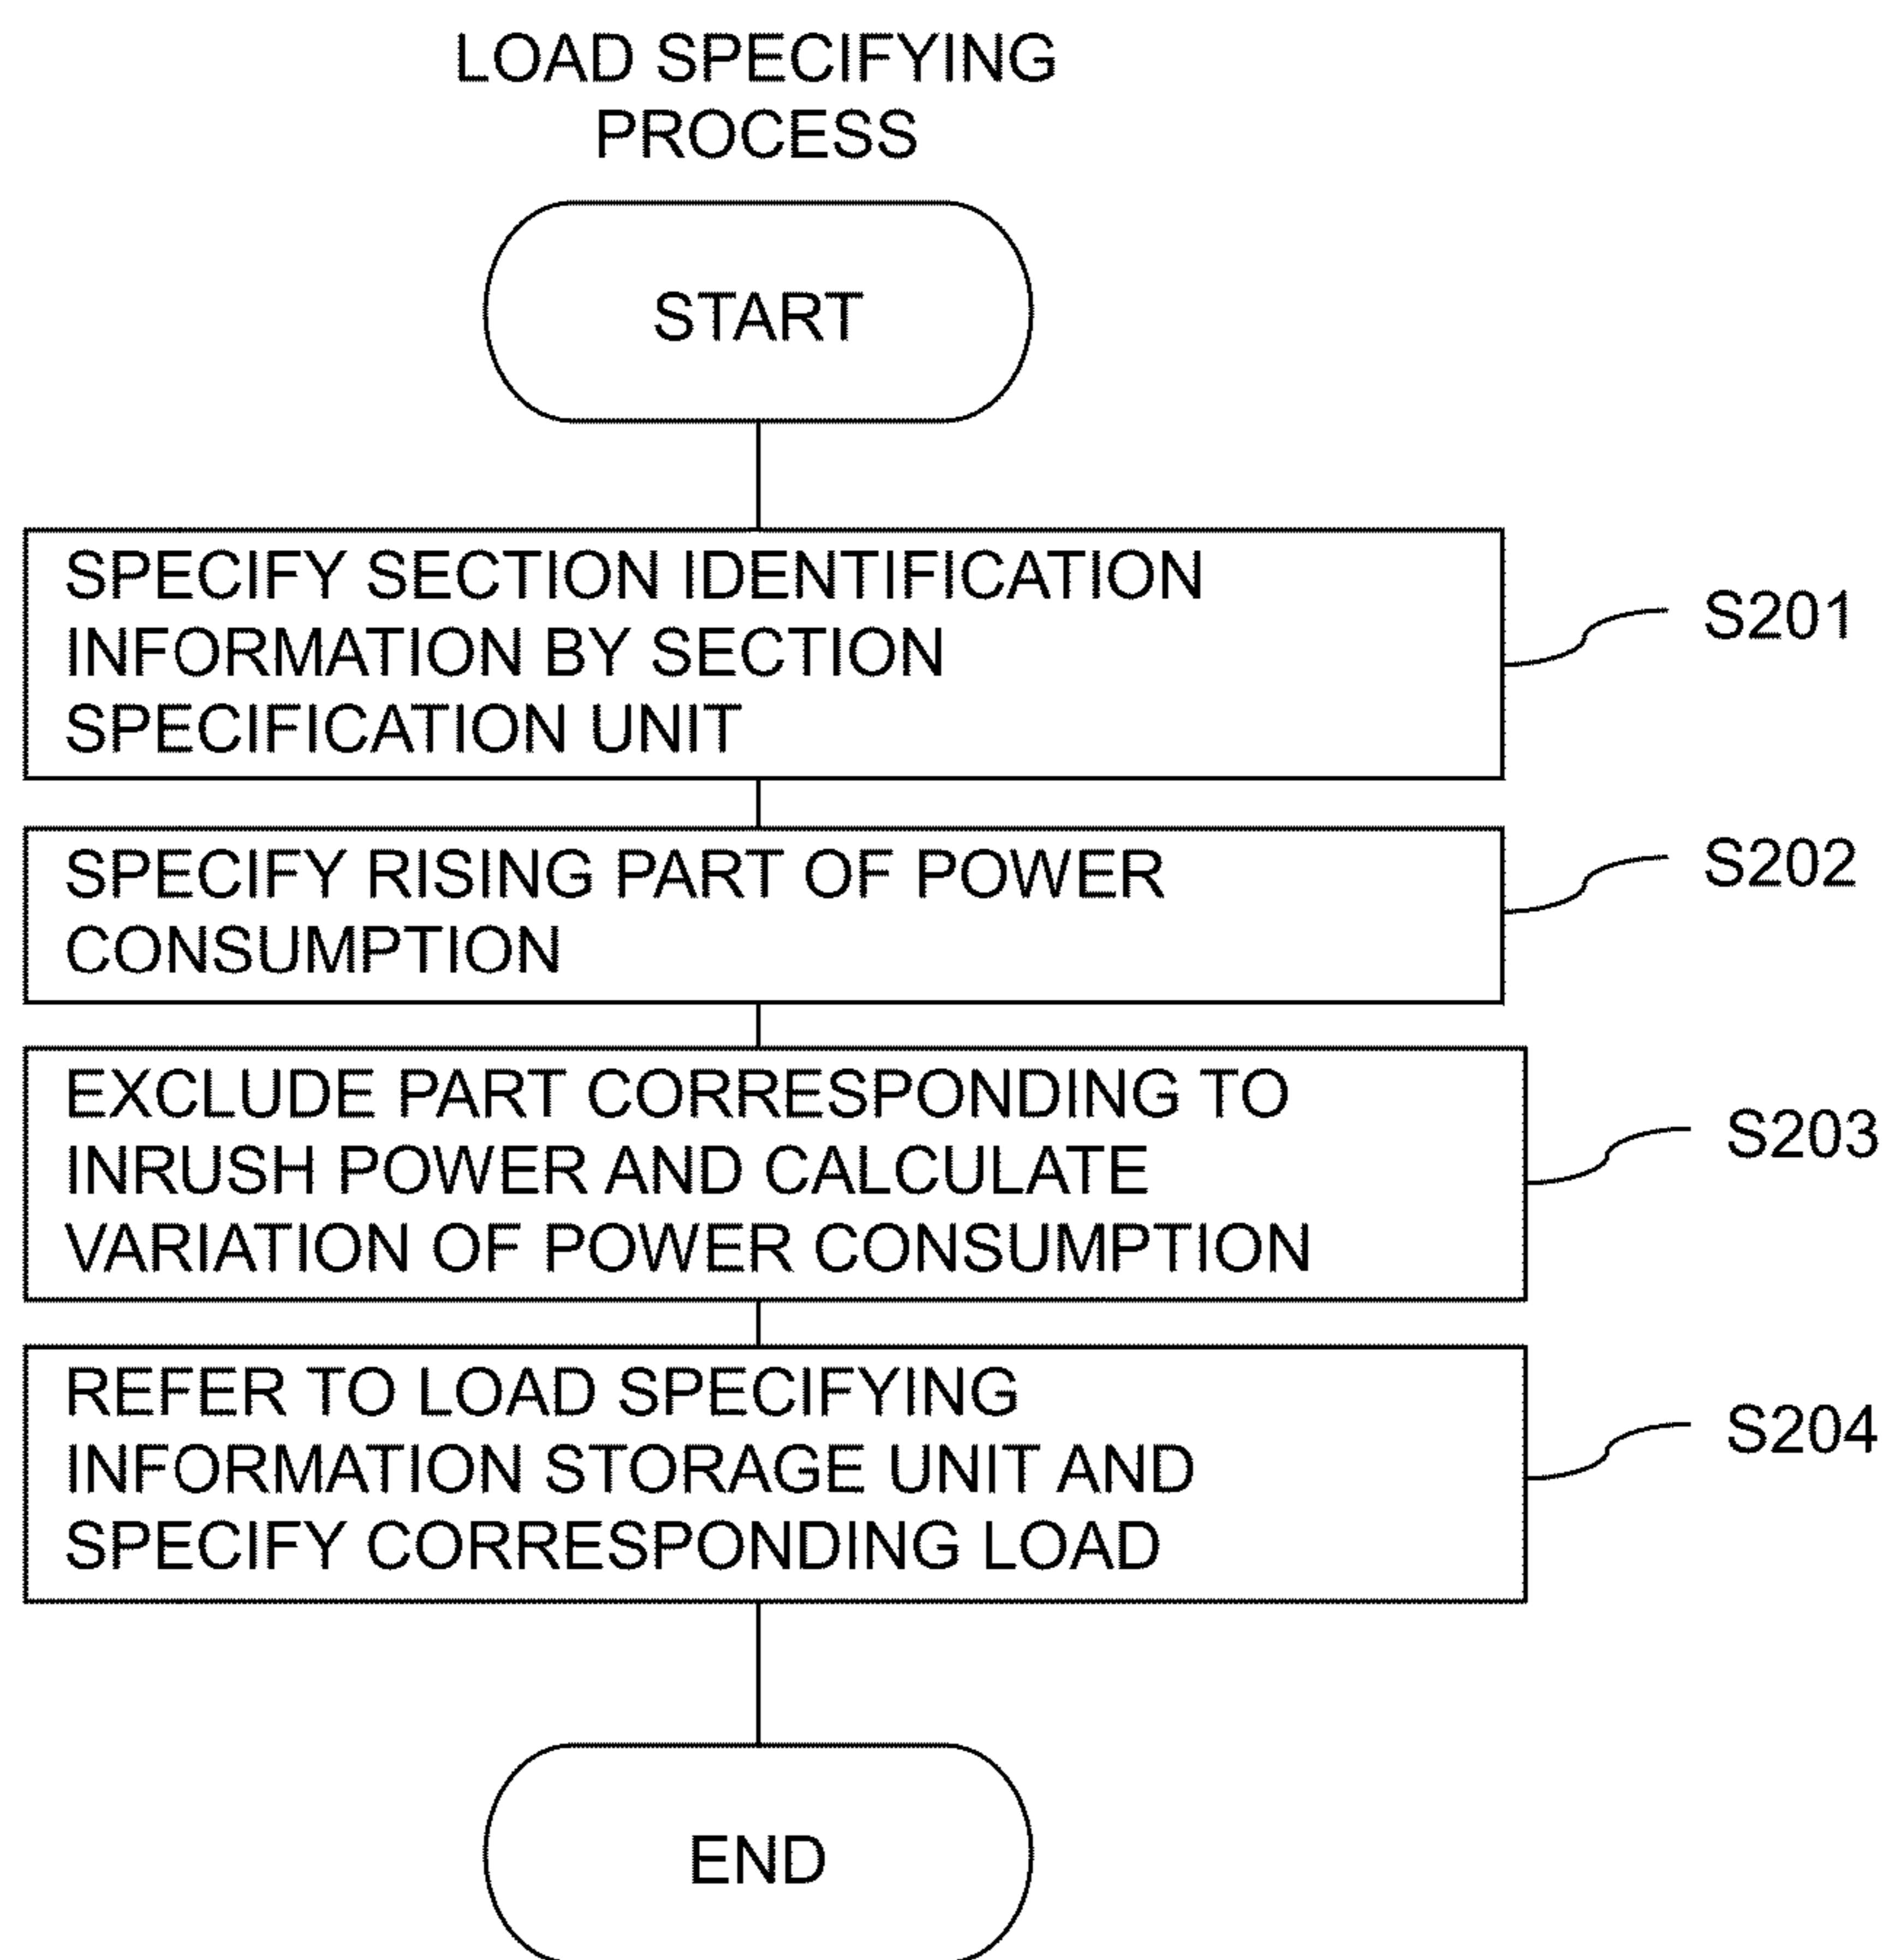 LOAD SPECIFYING
PROCESS
START
SPECIFY SECTION IDENTIFICATION
INFORMATION BY SECTION
SPECIFICATION UNIT
S201
SPECIFY RISING PART OF POWER
CONSUMPTION
S202
EXCLUDE PART CORRESPONDING TO
INRUSH POWER AND CALCULATE
VARIATION OF POWER CONSUMPTION
S203
REFER TO LOAD SPECIFYING
INFORMATION STORAGE UNIT AND
SPECIFY CORRESPONDING LOAD
S204
END